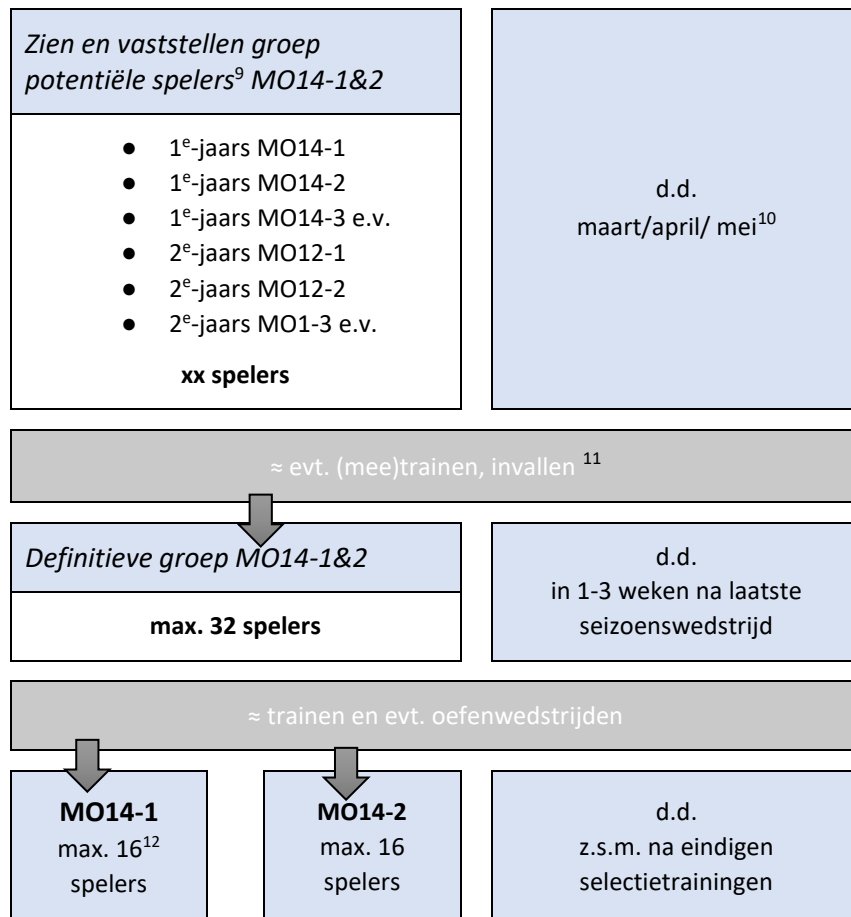 Zien en vaststellen groep
potentiële spelers⁹ MO14-1&2
● 1ᵉ-jaars MO14-1
● 1ᵉ-jaars MO14-2
● 1ᵉ-jaars MO14-3 e.v.
● 2ᵉ-jaars MO12-1
● 2ᵉ-jaars MO12-2
● 2ᵉ-jaars MO1-3 e.v.
xx spelers
d.d.
maart/april/ mei¹⁰
≈ evt. (mee)trainen, invallen ¹¹
Definitieve groep MO14-1&2
max. 32 spelers
d.d.
in 1-3 weken na laatste
seizoenswedstrijd
≈ trainen en evt. oefenwedstrijden
MO14-1
max. 16¹²
spelers
MO14-2
max. 16
spelers
d.d.
z.s.m. na eindigen
selectietrainingen